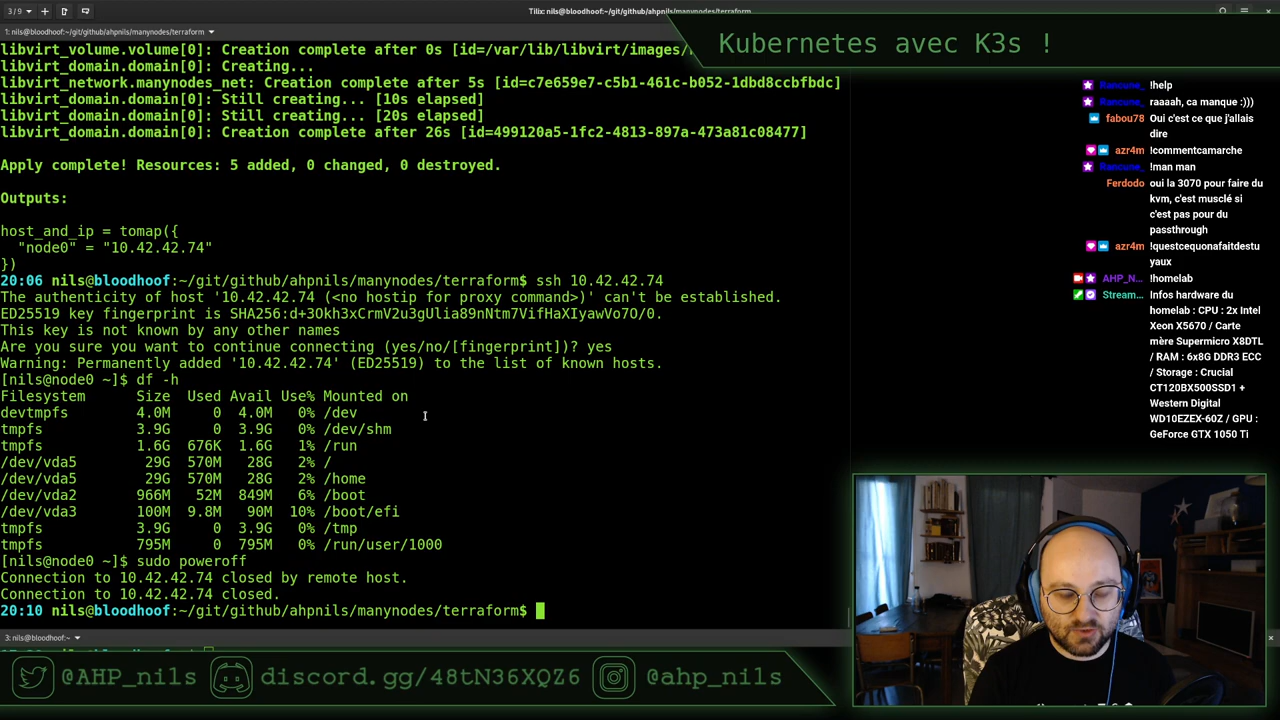 3 / 9
Tilix: nils@bloodhoof:~/git/github/ahpnils/manynodes/terraform
1: nils@bloodhoof:~/git/github/ahpnils/manynodes/terraform
libvirt_volume.volume[0]: Creation complete after 0s [id=/var/lib/libvirt/images/
libvirt_domain.domain[0]: Creating...
libvirt_network.manynodes_net: Creation complete after 5s [id=c7e659e7-c5b1-461c-b052-1dbd8ccbfbdc]
libvirt_domain.domain[0]: Still creating... [10s elapsed]
libvirt_domain.domain[0]: Still creating... [20s elapsed]
libvirt_domain.domain[0]: Creation complete after 26s [id=499120a5-1fc2-4813-897a-473a81c08477]
Apply complete! Resources: 5 added, 0 changed, 0 destroyed.
Outputs:
host_and_ip = tomap({
"node0" = "10.42.42.74"
})
20:06 nils@bloodhoof:~/git/github/ahpnils/manynodes/terraform$ ssh 10.42.42.74
The authenticity of host '10.42.42.74 (<no hostip for proxy command>)' can't be established.
ED25519 key fingerprint is SHA256:d+3Okh3xCrmV2u3gUlia89nNtm7VifHaXIyawVo7O/0.
This key is not known by any other names
Are you sure you want to continue connecting (yes/no/[fingerprint])? yes
Warning: Permanently added '10.42.42.74' (ED25519) to the list of known hosts.
[nils@node0 ~]$ df -h
Filesystem Size Used Avail Use% Mounted on
devtmpfs 4.0M 0 4.0M 0% /dev
tmpfs 3.9G 0 3.9G 0% /dev/shm
tmpfs 1.6G 676K 1.6G 1% /run
/dev/vda5 29G 570M 28G 2% /
/dev/vda5 29G 570M 28G 2% /home
/dev/vda2 966M 52M 849M 6% /boot
/dev/vda3 100M 9.8M 90M 10% /boot/efi
tmpfs 3.9G 0 3.9G 0% /tmp
tmpfs 795M 0 795M 0% /run/user/1000
[nils@node0 ~]$ sudo poweroff
Connection to 10.42.42.74 closed by remote host.
Connection to 10.42.42.74 closed.
20:10 nils@bloodhoof:~/git/github/ahpnils/manynodes/terraform$
3: nils@bloodhoof:~
Kubernetes avec K3s !
Rancune_ !help
Rancune_ raaaah, ca manque :)))
fabou78 Oui c'est ce que j'allais
dire
azr4m !commentcamarche
Rancune_ !man man
Ferdodo oui la 3070 pour faire du
kvm, c'est musclé si
c'est pas pour du
passthrough
azr4m !questcequonafaitdestu
yaux
AHP_N... !homelab
Stream... Infos hardware du
homelab : CPU : 2x Intel
Xeon X5670 / Carte
mère Supermicro X8DTL
/ RAM : 6x8G DDR3 ECC
/ Storage : Crucial
CT120BX500SSD1 +
Western Digital
WD10EZEX-60Z / GPU :
GeForce GTX 1050 Ti
@AHP_nils
discord.gg/48tN36XQZ6
@ahp_nils